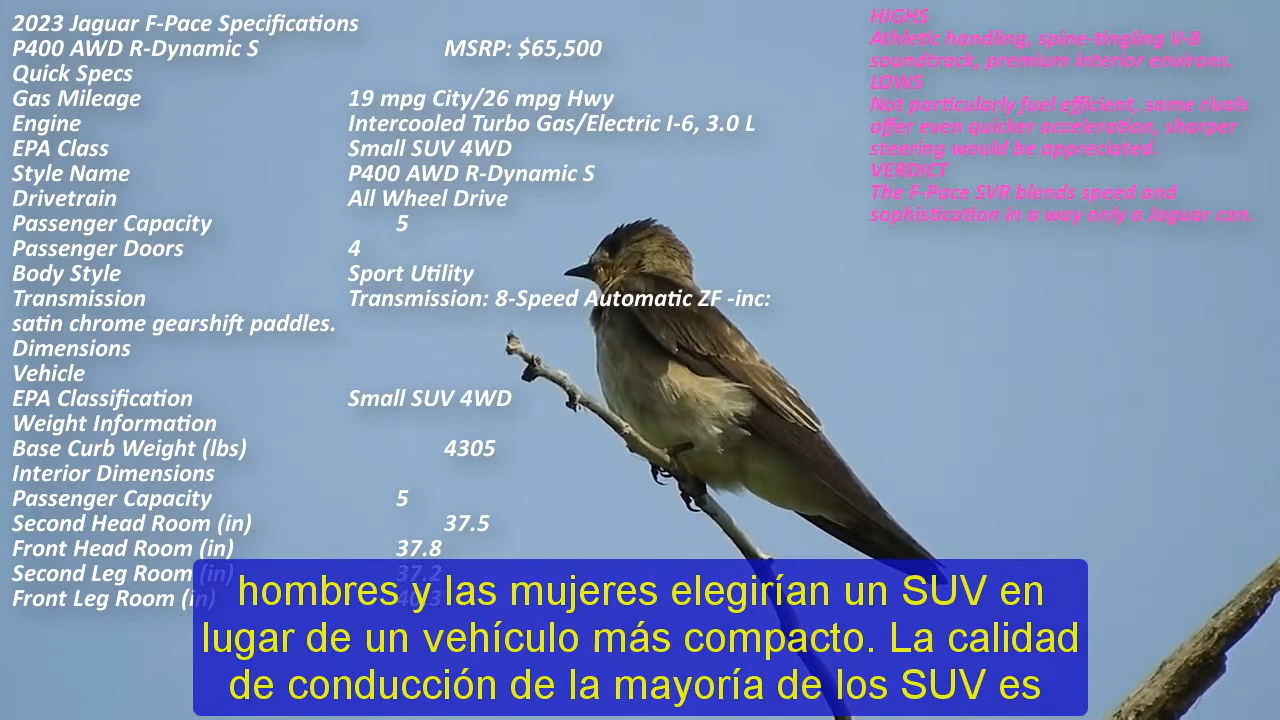 2023 Jaguar F-Pace Specifications
P400 AWD R-Dynamic S MSRP: $65,500
Quick Specs
Gas Mileage 19 mpg City/26 mpg Hwy
Engine Intercooled Turbo Gas/Electric I-6, 3.0 L
EPA Class Small SUV 4WD
Style Name P400 AWD R-Dynamic S
Drivetrain All Wheel Drive
Passenger Capacity 5
Passenger Doors 4
Body Style Sport Utility
Transmission Transmission: 8-Speed Automatic ZF -inc:
satin chrome gearshift paddles.
Dimensions
Vehicle
EPA Classification Small SUV 4WD
Weight Information
Base Curb Weight (lbs) 4305
Interior Dimensions
Passenger Capacity 5
Second Head Room (in) 37.5
Front Head Room (in) 37.8
Second Leg Room (in) 37.2
Front Leg Room (in) 40.3
HIGHS
Athletic handling, spine-tingling V-8
soundtrack, premium interior environs.
LOWS
Not particularly fuel efficient, some rivals
offer even quicker acceleration, sharper
steering would be appreciated.
VERDICT
The F-Pace SVR blends speed and
sophistication in a way only a Jaguar can.
hombres y las mujeres elegirían un SUV en
lugar de un vehículo más compacto. La calidad
de conducción de la mayoría de los SUV es